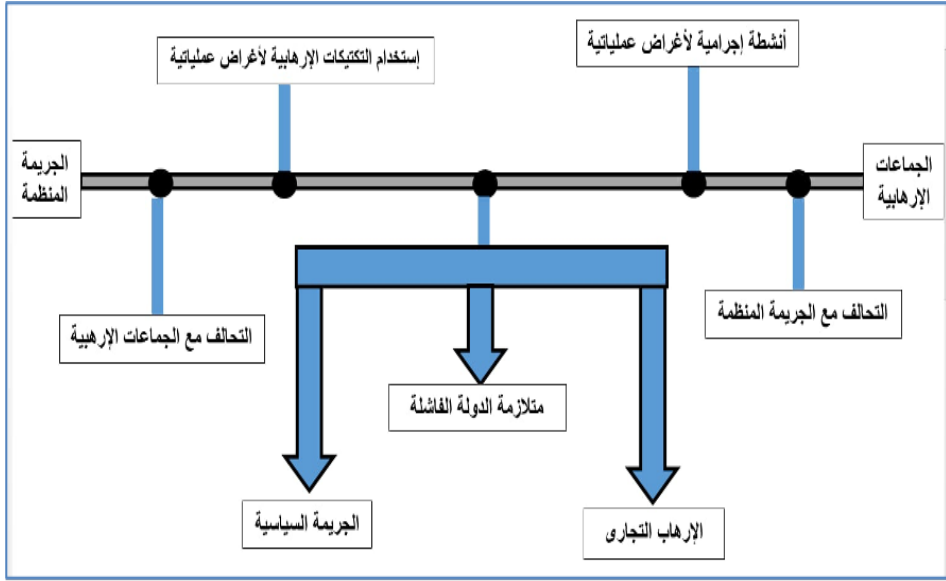 أنشطة إجرامية لأغراض عملياتية
إستخدام التكتيكات الإرهابية لأغراض عملياتية
الجماعات
الإرهابية
الجريمة
المنظمة
التحالف مع الجريمة المنظمة
التحالف مع الجماعات الإرهبية
متلازمة الدولة الفاشلة
الإرهاب التجارى
الجريمة السياسية